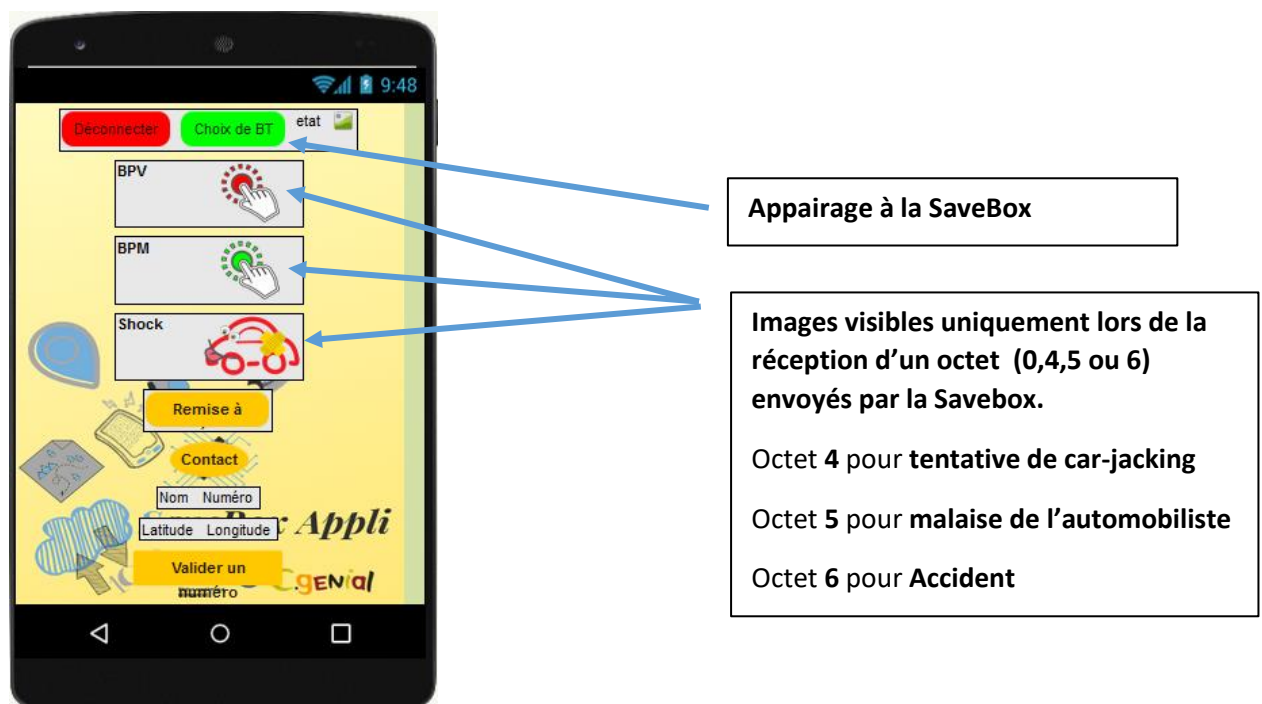 9:48
Déconnecter Choix de BT etat
BPV
BPM
Shock
Remise à
Contact
Nom Numéro
Latitude Longitude
Appli
Valider un
numéro
C.gENial
Appairage à la SaveBox
Images visibles uniquement lors de la
réception d’un octet (0,4,5 ou 6)
envoyés par la Savebox.
Octet 4 pour tentative de car-jacking
Octet 5 pour malaise de l’automobiliste
Octet 6 pour Accident